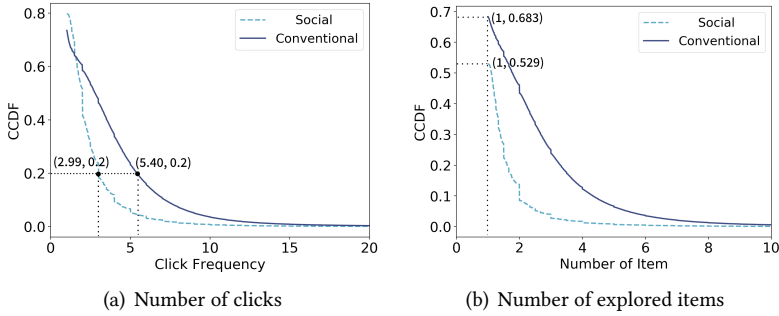 0.8
0.6
0.4
0.2
0.0
CCDF
Social
Conventional
(2.99, 0.2)
(5.40, 0.2)
0
5
10
15
20
Click Frequency
(a) Number of clicks
0.7
0.6
0.5
0.4
0.3
0.2
0.1
0.0
CCDF
(1, 0.683)
(1, 0.529)
Social
Conventional
0
2
4
6
8
10
Number of Item
(b) Number of explored items